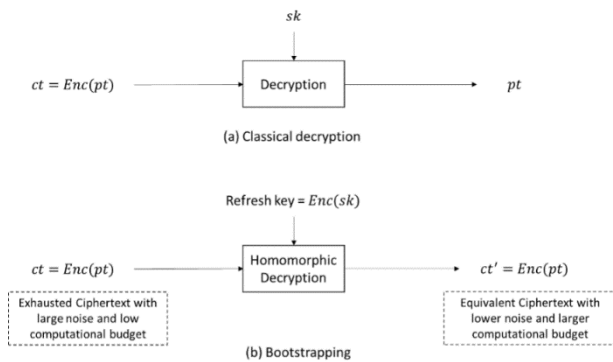 sk
ct = Enc(pt)
Decryption
pt
(a) Classical decryption
Refresh key = Enc(sk)
ct = Enc(pt)
Homomorphic
Decryption
ct' = Enc(pt)
Exhausted Ciphertext with
large noise and low
computational budget
Equivalent Ciphertext with
lower noise and larger
computational budget
(b) Bootstrapping